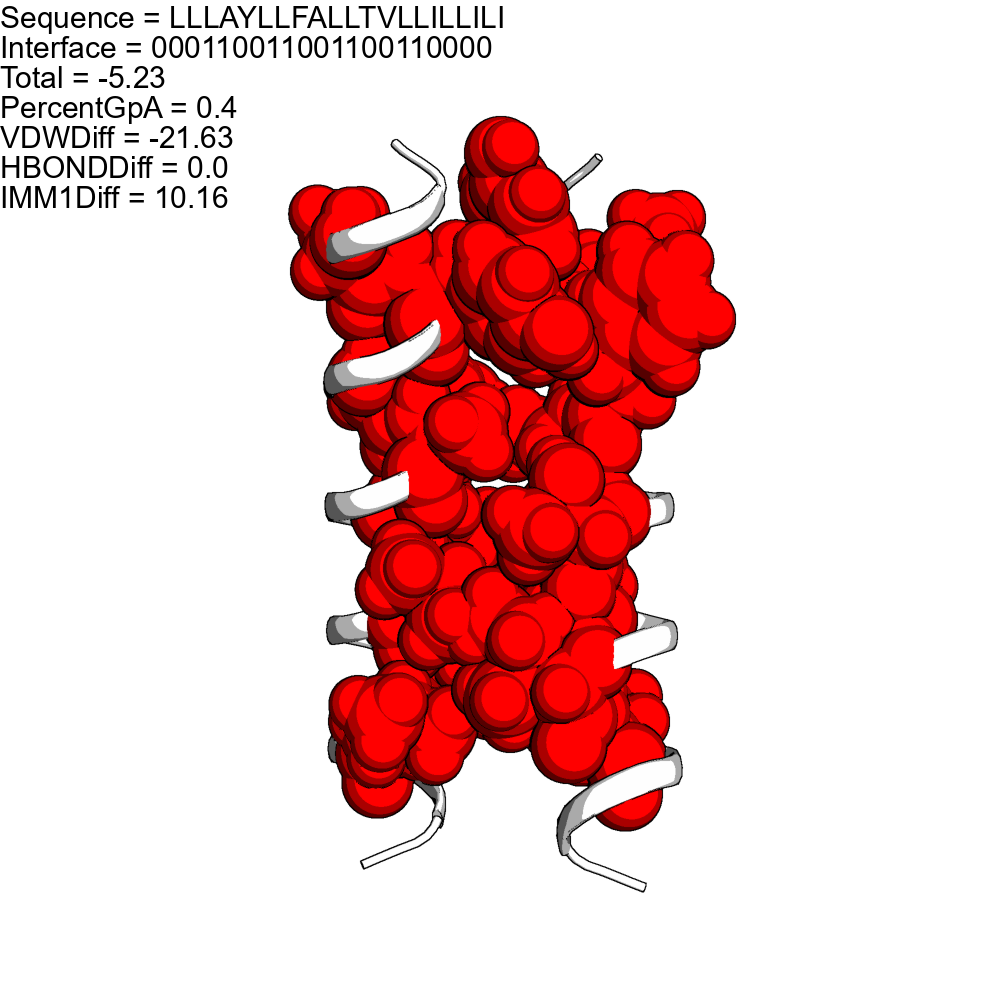 Sequence = LLLAYLLFALLTVLLILLILI
Interface = 000110011001100110000
Total = -5.23
PercentGpA = 0.4
VDWDiff = -21.63
HBONDDiff = 0.0
IMM1Diff = 10.16